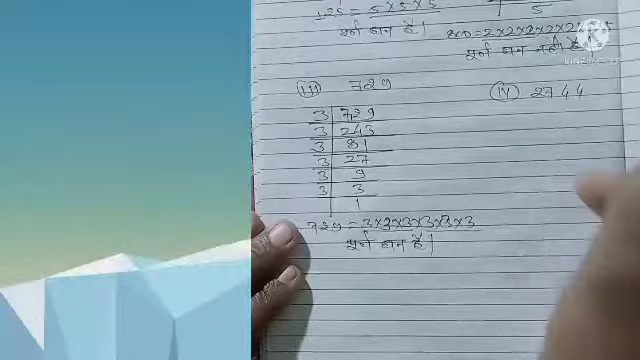 125 = 5×5×5
पूर्ण घन है।
5
800 = 2×2×2×2×2
पूर्ण घन नहीं है
KINEMASTER
(III) 729
(IV) 2744
3 729
3 243
3 81
3 27
3 9
3 3
1
729 = 3×3×3×3×3×3
पूर्ण घन है।